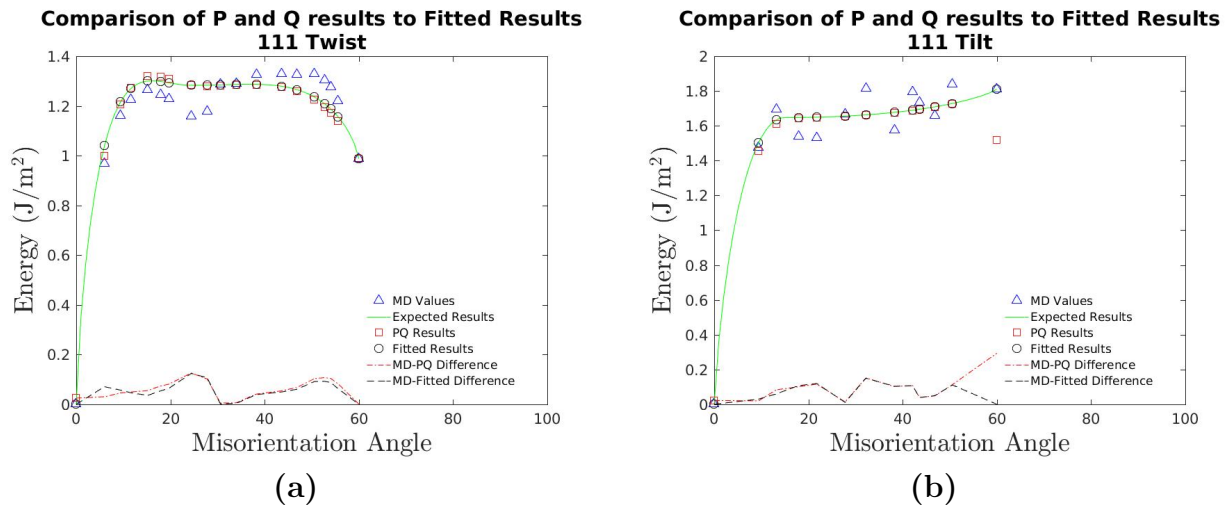 Comparison of P and Q results to Fitted Results
111 Twist
1.4
1.2
1
0.8
0.6
0.4
0.2
0
Energy (J/m²)
MD Values
Expected Results
PQ Results
Fitted Results
MD-PQ Difference
MD-Fitted Difference
0 20 40 60 80 100
Misorientation Angle
(a)
Comparison of P and Q results to Fitted Results
111 Tilt
2
1.8
1.6
1.4
1.2
1
0.8
0.6
0.4
0.2
0
Energy (J/m²)
MD Values
Expected Results
PQ Results
Fitted Results
MD-PQ Difference
MD-Fitted Difference
0 20 40 60 80 100
Misorientation Angle
(b)